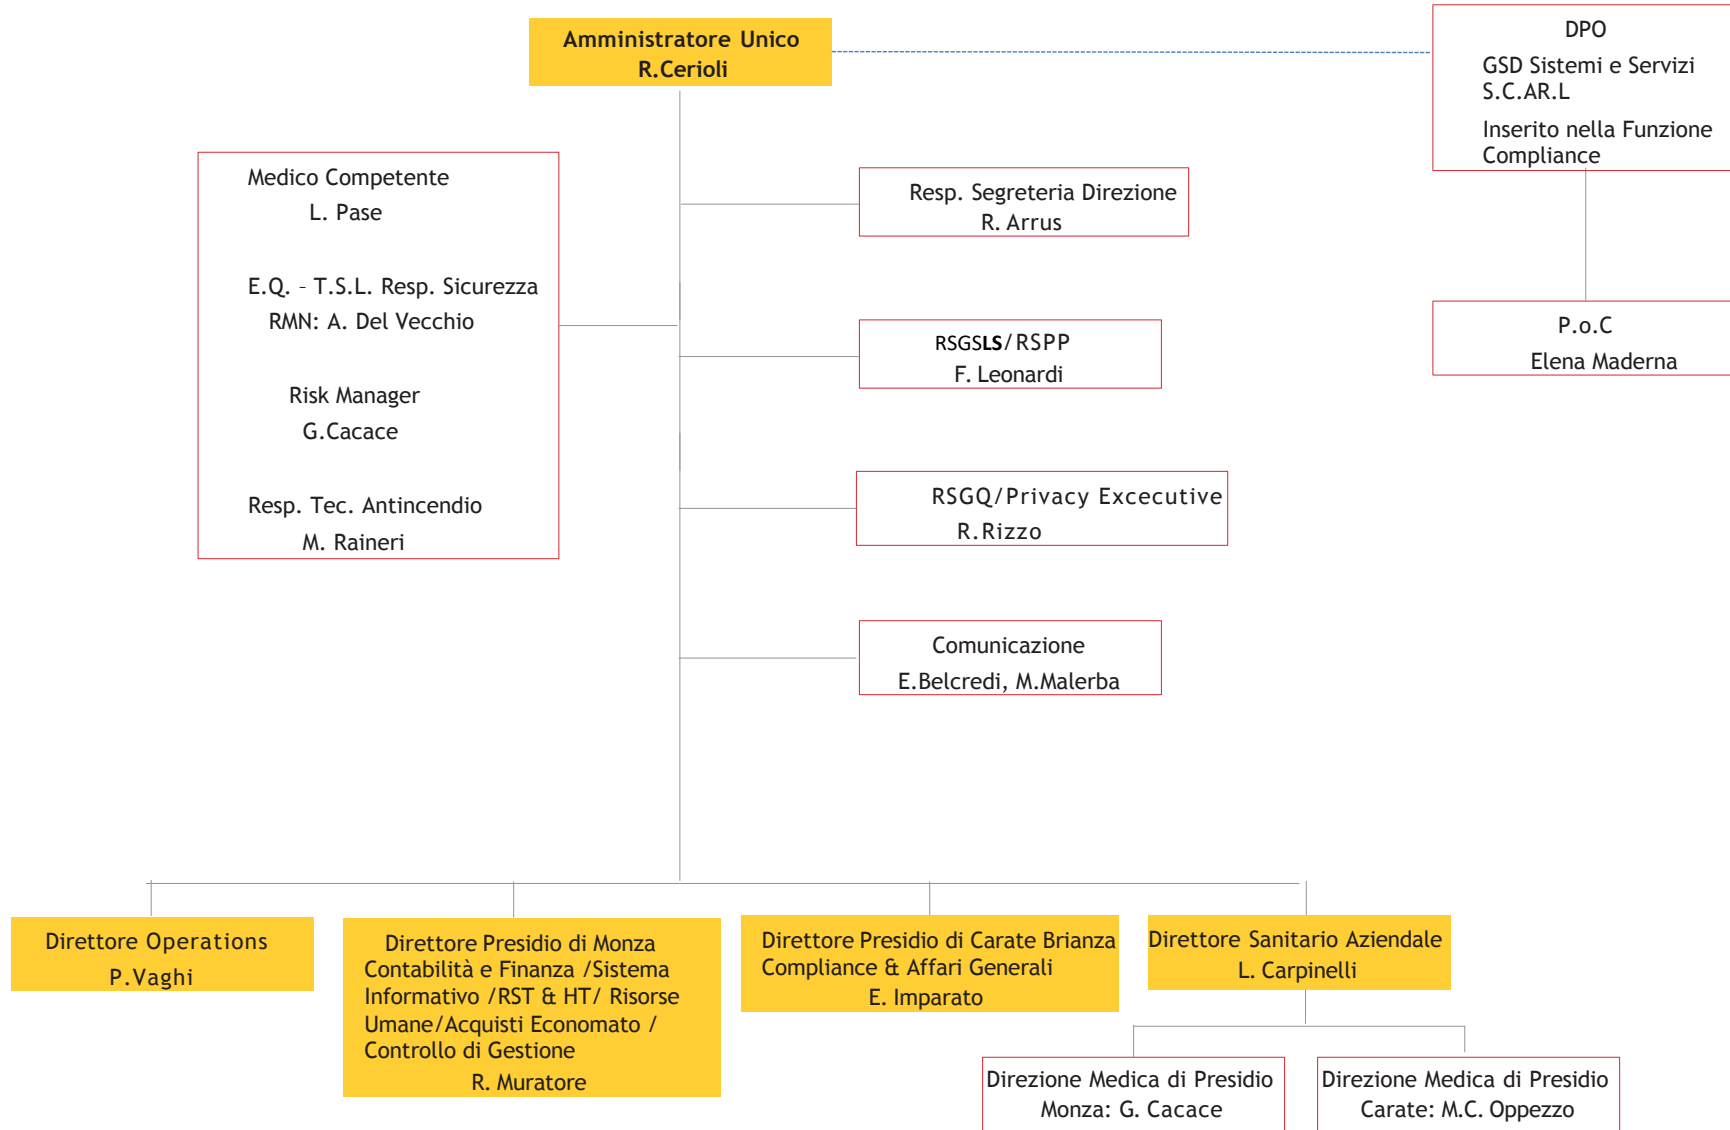 Amministratore Unico
R.Cerioli
DPO
GSD Sistemi e Servizi
S.C.AR.L
Inserito nella Funzione
Compliance
Medico Competente
L. Pase
E.Q. - T.S.L. Resp. Sicurezza
RMN: A. Del Vecchio
Risk Manager
G.Cacace
Resp. Tec. Antincendio
M. Raineri
Resp. Segreteria Direzione
R. Arrus
RSGSLS/RSPP
F. Leonardi
P.o.C
Elena Maderna
RSGQ/Privacy Excecutive
R.Rizzo
Comunicazione
E.Belcredi, M.Malerba
Direttore Operations
P.Vaghi
Direttore Presidio di Monza
Contabilità e Finanza /Sistema
Informativo /RST & HT/ Risorse
Umane/Acquisti Economato /
Controllo di Gestione
R. Muratore
Direttore Presidio di Carate Brianza
Compliance & Affari Generali
E. Imparato
Direttore Sanitario Aziendale
L. Carpinelli
Direzione Medica di Presidio
Monza: G. Cacace
Direzione Medica di Presidio
Carate: M.C. Oppezzo